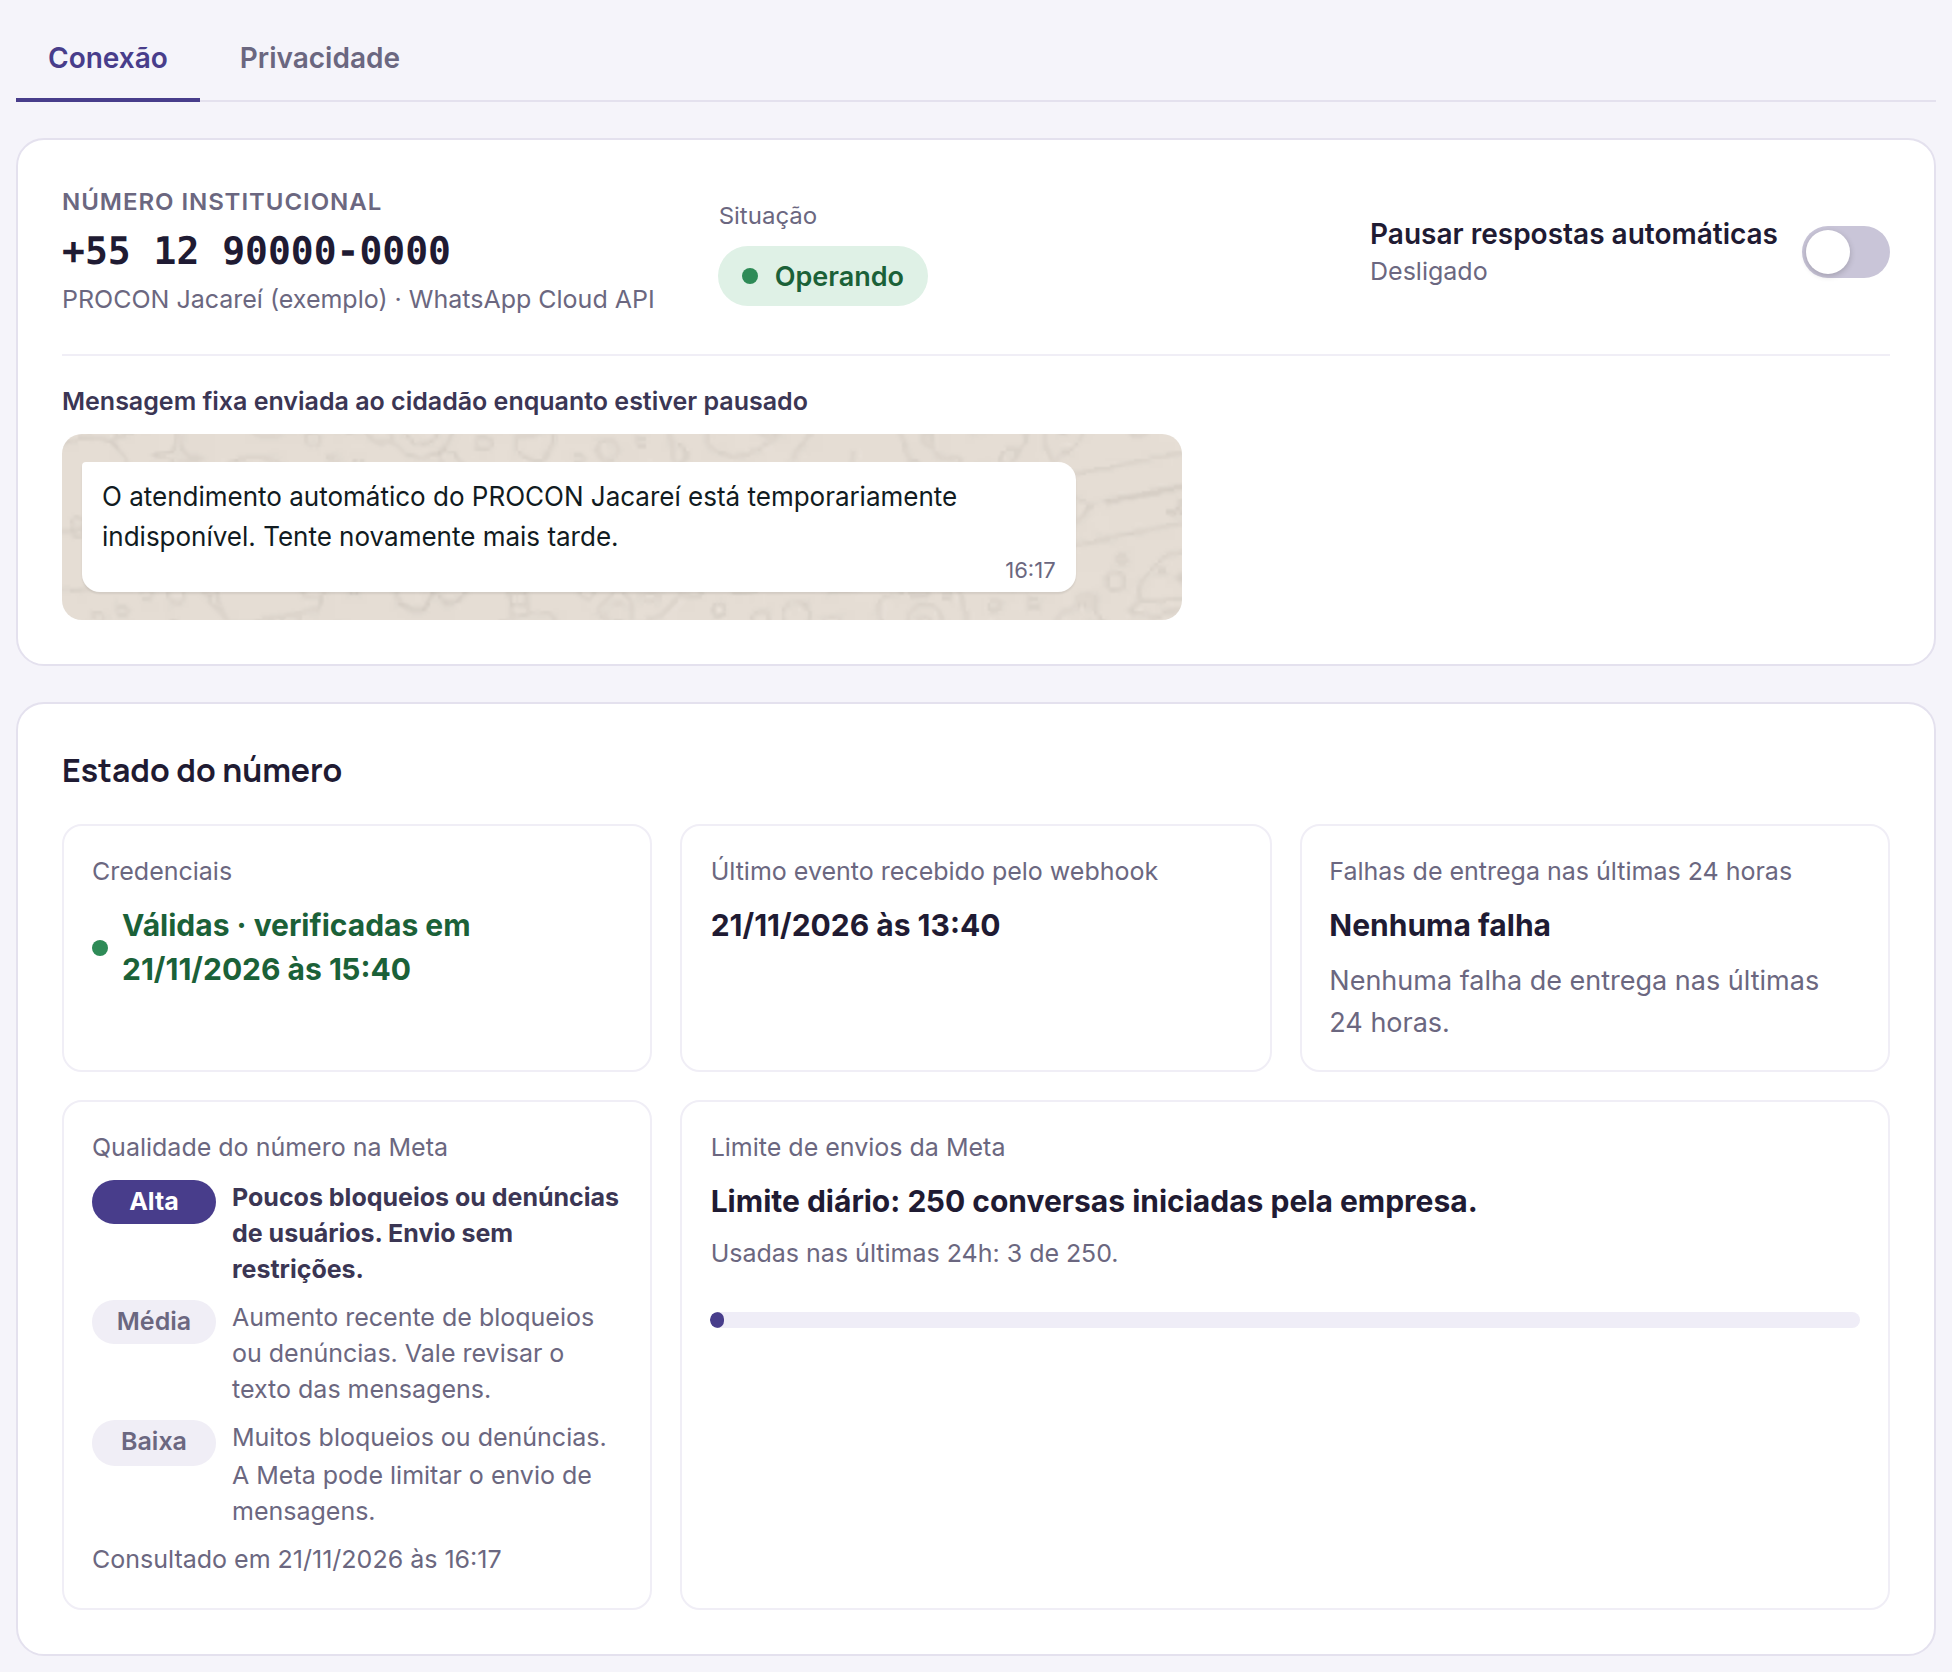 Conexão
Privacidade
NÚMERO INSTITUCIONAL
+55 12 90000-0000
PROCON Jacareí (exemplo) · WhatsApp Cloud API
Situação
Operando
Pausar respostas automáticas
Desligado
Mensagem fixa enviada ao cidadão enquanto estiver pausado
O atendimento automático do PROCON Jacareí está temporariamente
indisponível. Tente novamente mais tarde.
16:17
Estado do número
Credenciais
Válidas · verificadas em
21/11/2026 às 15:40
Último evento recebido pelo webhook
21/11/2026 às 13:40
Falhas de entrega nas últimas 24 horas
Nenhuma falha
Nenhuma falha de entrega nas últimas
24 horas.
Qualidade do número na Meta
Alta
Poucos bloqueios ou denúncias
de usuários. Envio sem
restrições.
Média
Aumento recente de bloqueios
ou denúncias. Vale revisar o
texto das mensagens.
Baixa
Muitos bloqueios ou denúncias.
A Meta pode limitar o envio de
mensagens.
Consultado em 21/11/2026 às 16:17
Limite de envios da Meta
Limite diário: 250 conversas iniciadas pela empresa.
Usadas nas últimas 24h: 3 de 250.